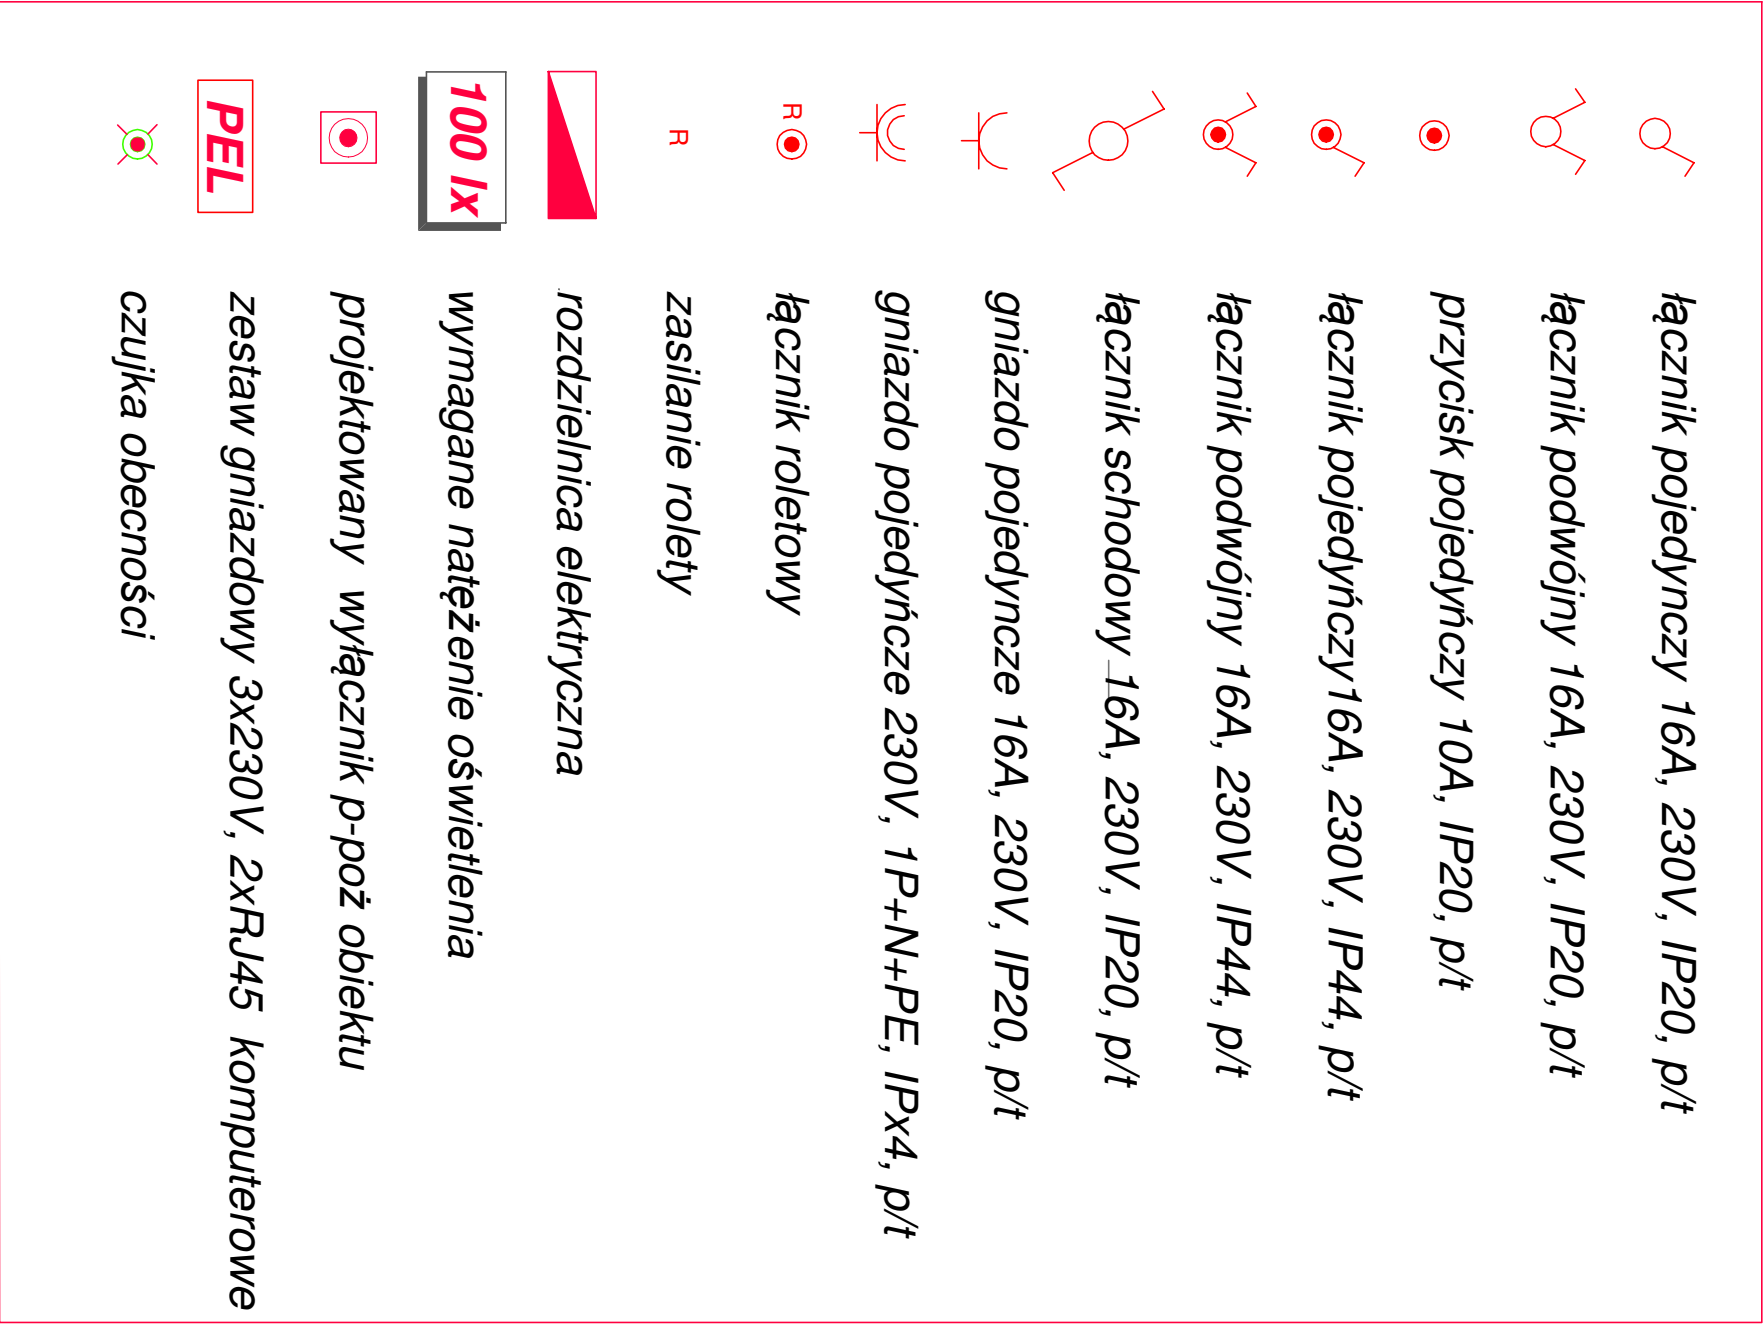 łącznik pojedynczy 16A, 230V, IP20, p/t
łącznik podwójny 16A, 230V, IP20, p/t
przycisk pojedyńczy 10A, IP20, p/t
łącznik pojedyńczy16A, 230V, IP44, p/t
łącznik podwójny 16A, 230V, IP44, p/t
łącznik schodowy 16A, 230V, IP20, p/t
gniazdo pojedyncze 16A, 230V, IP20, p/t
gniazdo pojedyńcze 230V, 1P+N+PE, IPx4, p/t
R łącznik roletowy
R zasilanie rolety
rozdzielnica elektryczna
100 lx wymagane natężenie oświetlenia
projektowany wyłącznik p-poż obiektu
PEL zestaw gniazdowy 3x230V, 2xRJ45 komputerowe
czujka obecności